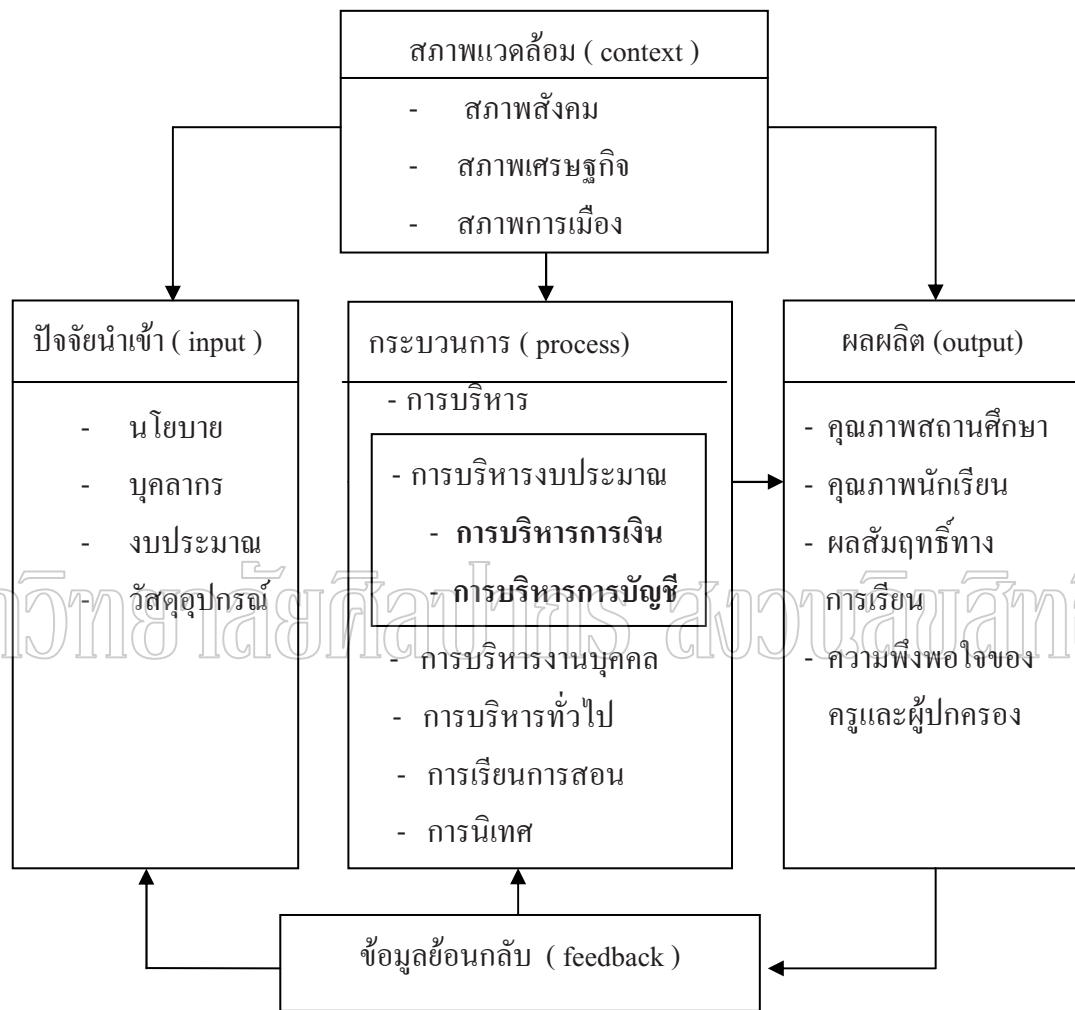 สภาพแวดล้อม ( context )
- สภาพสังคม
- สภาพเศรษฐกิจ
- สภาพการเมือง
ปัจจัยนำเข้า ( input )
- นโยบาย
- บุคลากร
- งบประมาณ
- วัสดุอุปกรณ์
กระบวนการ ( process)
- การบริหาร
- การบริหารงบประมาณ
- การบริหารการเงิน
- การบริหารการบัญชี
- การบริหารงานบุคคล
- การบริหารทั่วไป
- การเรียนการสอน
- การนิเทศ
ผลผลิต (output)
- คุณภาพสถานศึกษา
- คุณภาพนักเรียน
- ผลสัมฤทธิ์ทาง
การเรียน
- ความพึงพอใจของ
ครูและผู้ปกครอง
ข้อมูลย้อนกลับ ( feedback )